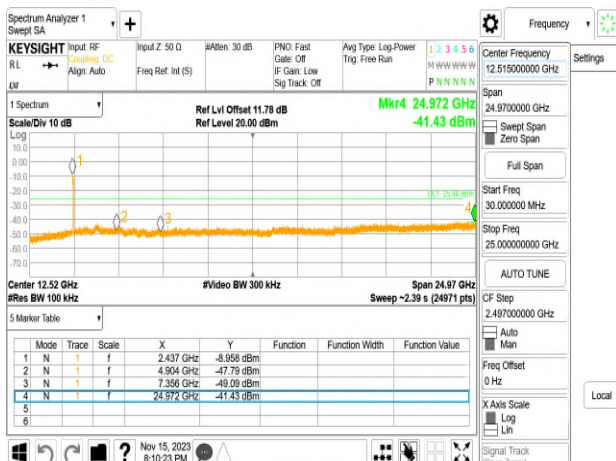 Spectrum Analyzer 1
Swept SA
Frequency
KEYSIGHT
Input: RF
Coupling: DC
Align: Auto
Input Z: 50 Ω
Freq Ref: Int (S)
#Atten: 30 dB
PNO: Fast
Gate: Off
IF Gain: Low
Sig Track: Off
Avg Type: Log-Power
Trig: Free Run
1 2 3 4 5 6
M W W W W W
P N N N N N
RL
1 Spectrum
Scale/Div 10 dB
Ref Lvl Offset 11.78 dB
Ref Level 20.00 dBm
Mkr4 24.972 GHz
-41.43 dBm
Log
10.0
0.00
-10.0
-20.0
-30.0
-40.0
-50.0
-60.0
-70.0
1
2
3
4
Center 12.52 GHz
#Res BW 100 kHz
#Video BW 300 kHz
Span 24.97 GHz
Sweep ~2.39 s (24971 pts)
5 Marker Table
Mode Trace Scale X Y Function Function Width Function Value
1 N 1 f 2.437 GHz -8.958 dBm
2 N 1 f 4.904 GHz -47.79 dBm
3 N 1 f 7.356 GHz -49.09 dBm
4 N 1 f 24.972 GHz -41.43 dBm
5
6
?
Nov 15, 2023
8:10:23 PM
Center Frequency
12.515000000 GHz
Settings
Span
24.9700000 GHz
Swept Span
Zero Span
Full Span
Start Freq
30.000000 MHz
Stop Freq
25.000000000 GHz
AUTO TUNE
CF Step
2.497000000 GHz
Auto
Man
Freq Offset
0 Hz
X Axis Scale
Log
Lin
Local
Signal Track